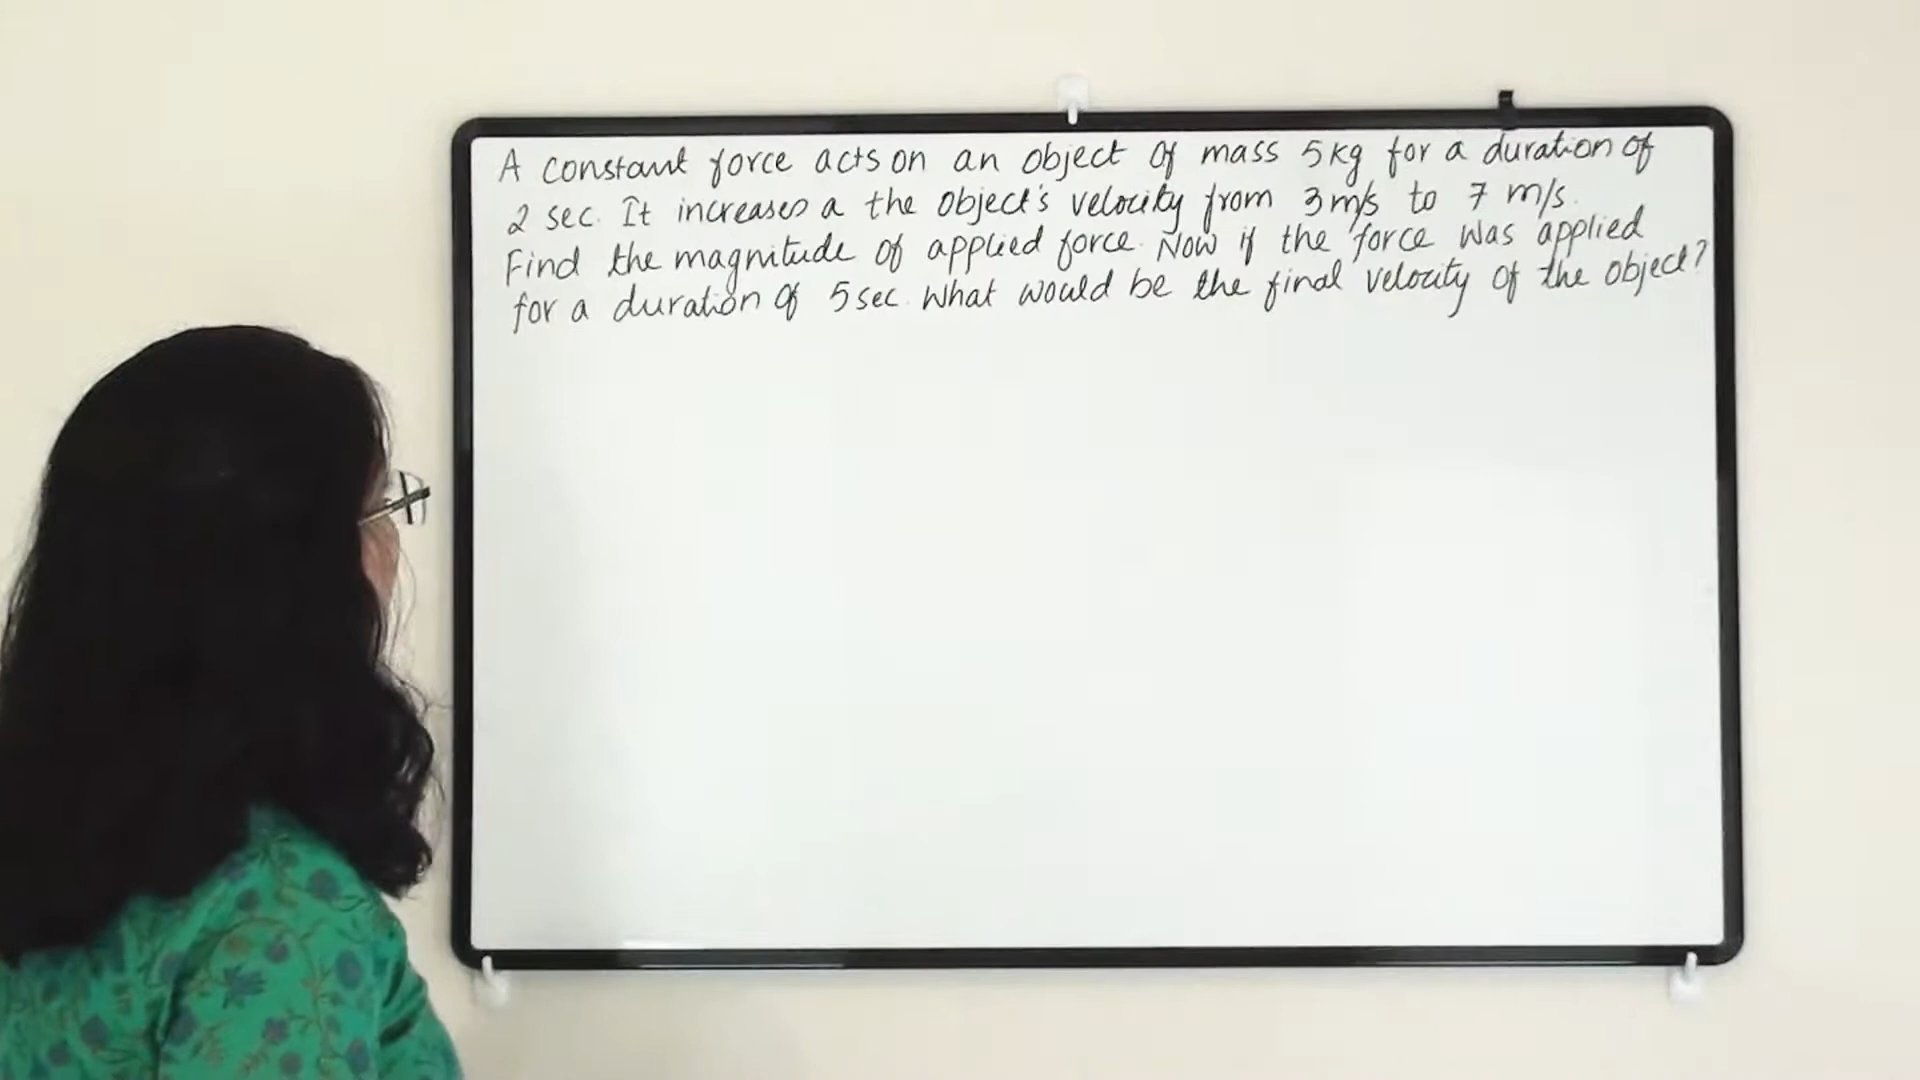 A constant force acts on an object of mass 5kg for a duration of
2 sec. It increases a the object's velocity from 3m/s to 7 m/s.
Find the magnitude of applied force. Now if the force was applied
for a duration of 5 sec. What would be the final velocity of the object?